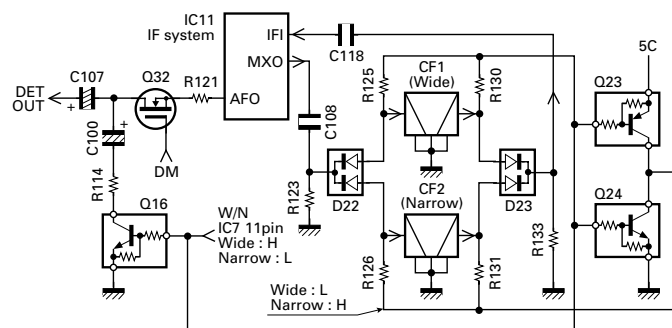 IC11
IF system
IFI
MXO
AFO
C118
5C
C107
Q32
R121
DET
OUT
+
C100
+
DM
R114
Q16
C108
R123
D22
R125
CF1
(Wide)
R130
CF2
(Narrow)
D23
Q23
Q24
R133
R126
R131
W/N
IC7 11pin
Wide : H
Narrow : L
Wide : L
Narrow : H